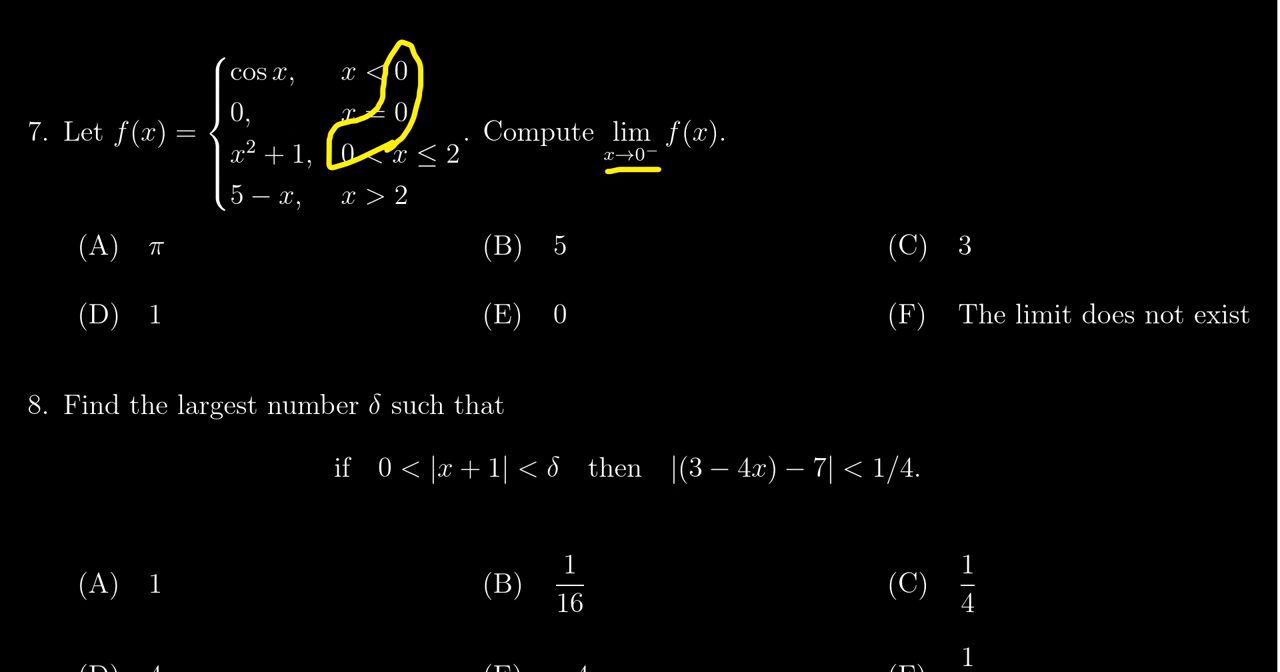 7. Let f(x) = { cos x, x < 0
0, x = 0
x² + 1, 0 < x ≤ 2
5 − x, x > 2 . Compute lim x→0⁻ f(x).
(A) π (B) 5 (C) 3
(D) 1 (E) 0 (F) The limit does not exist
8. Find the largest number δ such that
if 0 < |x + 1| < δ then |(3 − 4x) − 7| < 1/4.
(A) 1 (B) 1/16 (C) 1/4